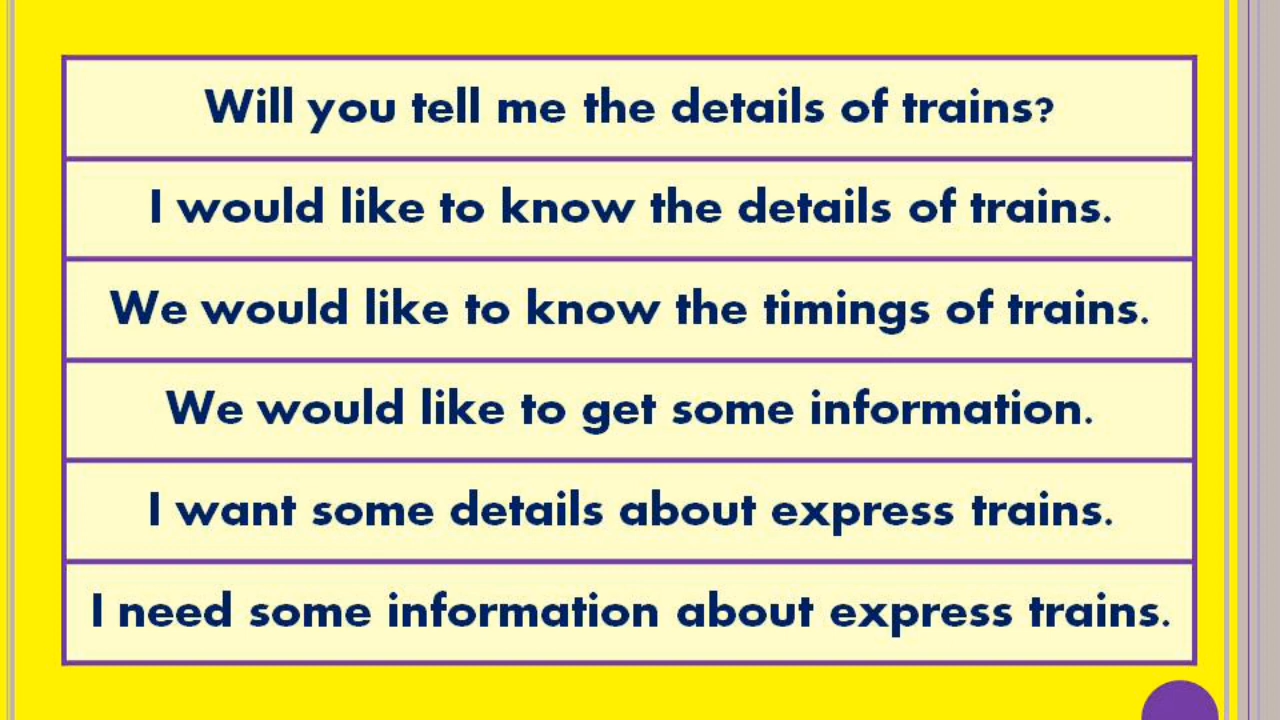 Will you tell me the details of trains?
I would like to know the details of trains.
We would like to know the timings of trains.
We would like to get some information.
I want some details about express trains.
I need some information about express trains.